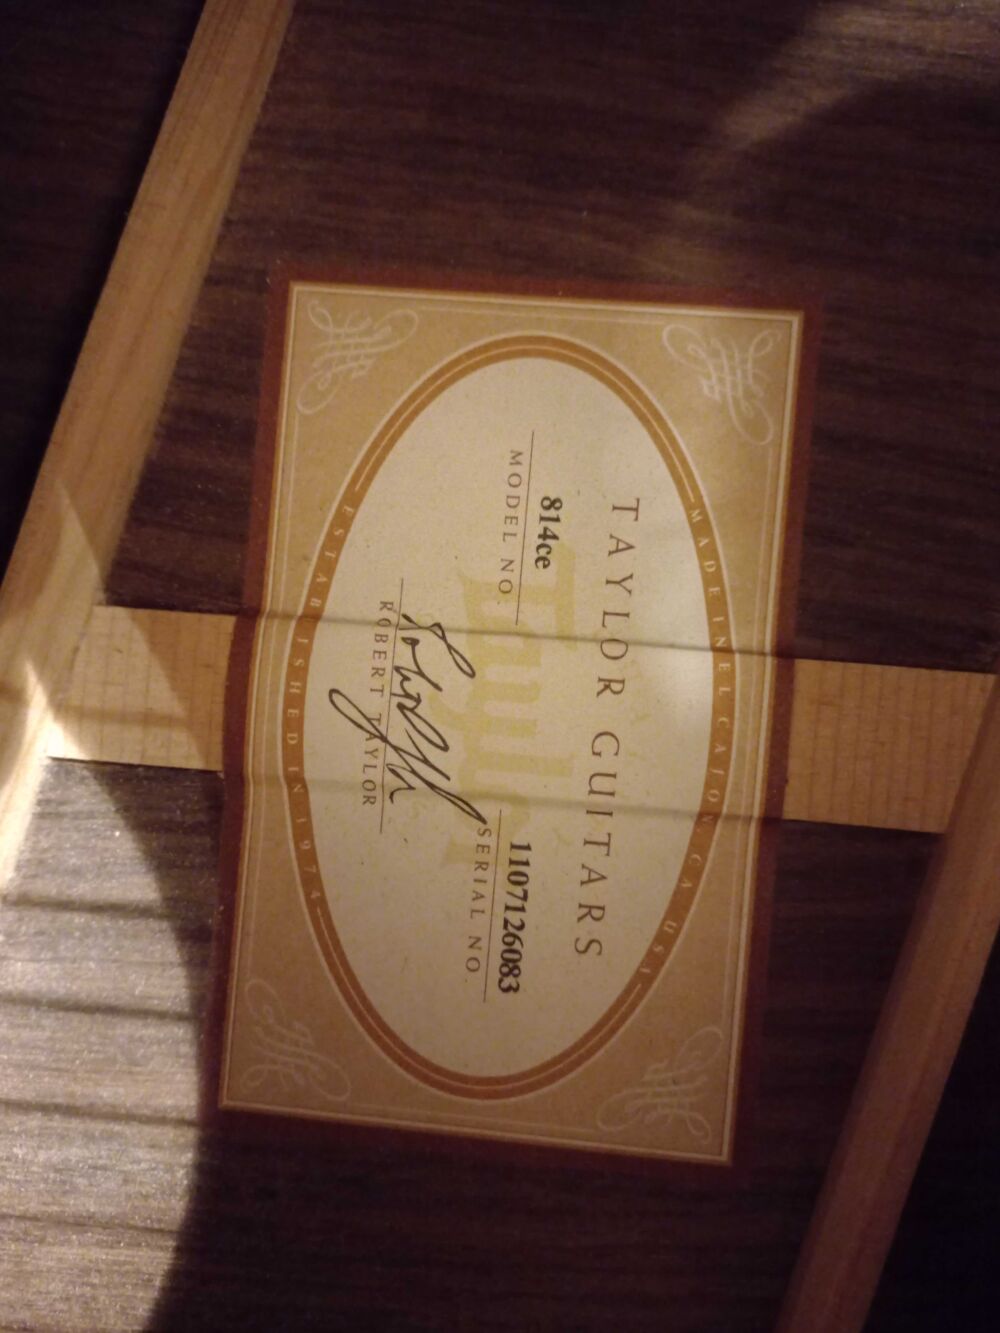 MADE IN EL CAJON, CA USA
TAYLOR GUITARS
814ce
MODEL NO.
1107126083
SERIAL NO.
ROBERT TAYLOR
ESTABLISHED IN 1974